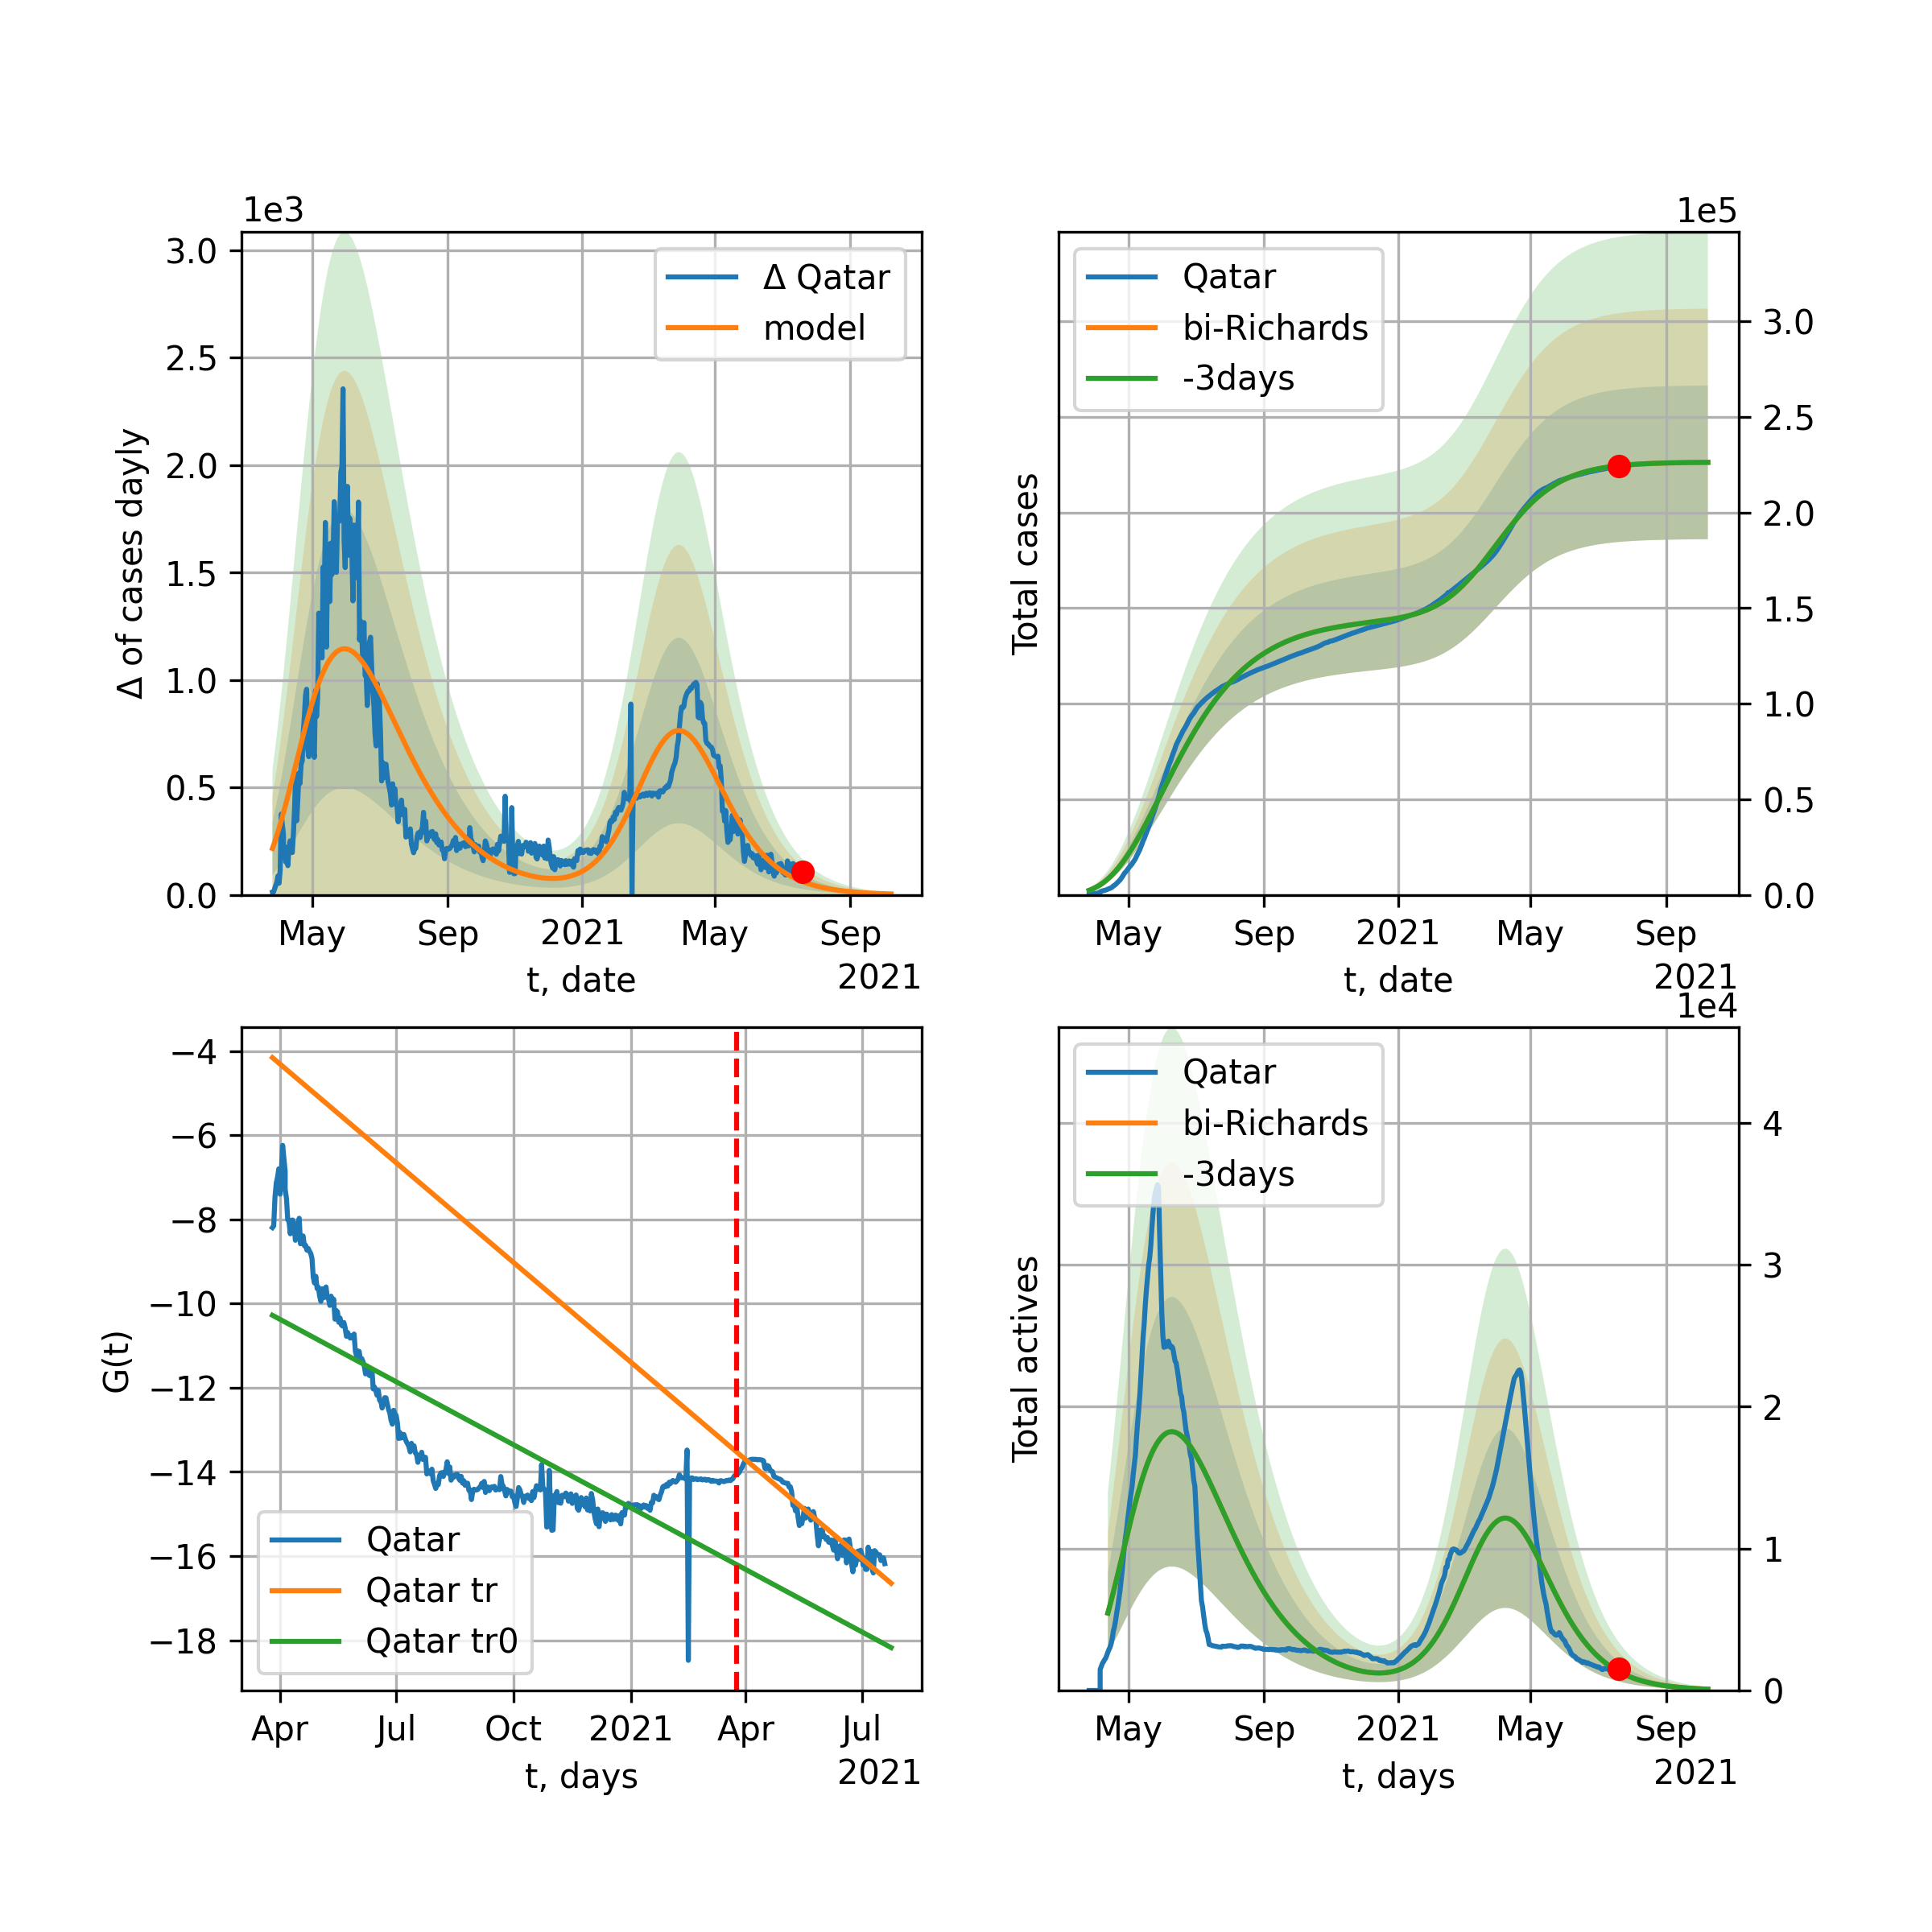 1e3
3.0
2.5
2.0
1.5
1.0
0.5
0.0
Δ of cases dayly
Δ Qatar
model
May Sep 2021 May Sep
t, date
2021
1e5
3.0
2.5
2.0
1.5
1.0
0.5
0.0
Total cases
Qatar
bi-Richards
-3days
May Sep 2021 May Sep
t, date
2021
−4
−6
−8
−10
−12
−14
−16
−18
G(t)
Qatar
Qatar tr
Qatar tr0
Apr Jul Oct 2021 Apr Jul
t, days
2021
1e4
4
3
2
1
0
Total actives
Qatar
bi-Richards
-3days
May Sep 2021 May Sep
t, days
2021